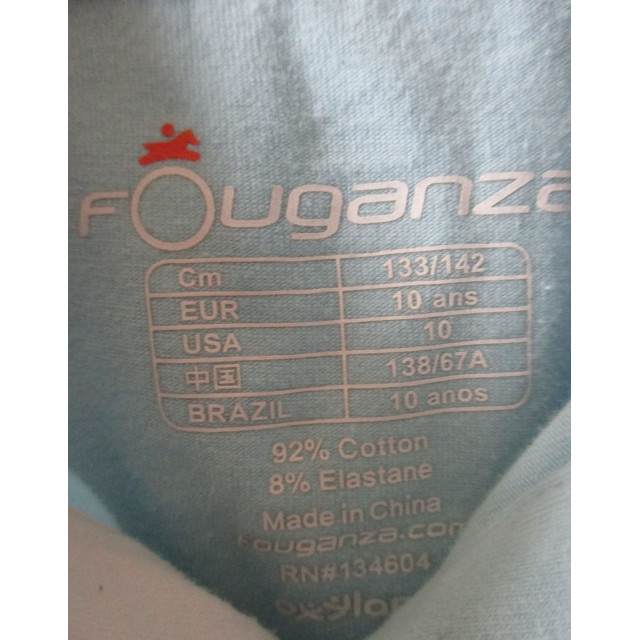 FOuganza
Cm 133/142
EUR 10 ans
USA 10
中国 138/67A
BRAZIL 10 anos
92% Cotton
8% Elastane
Made in China
Fouganza.com
RN#134604
oxylo